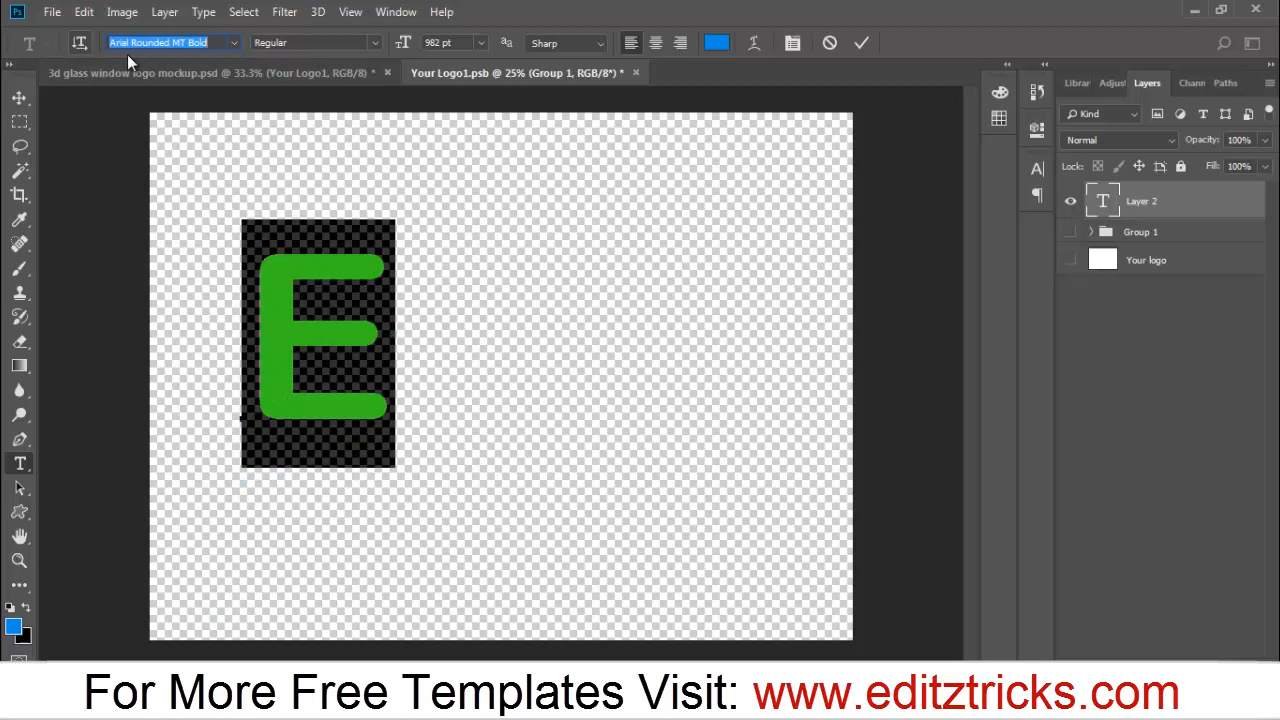 Ps File Edit Image Layer Type Select Filter 3D View Window Help
T Arial Rounded MT Bold Regular 982 pt aa Sharp
3d glass window logo mockup.psd @ 33.3% (Your Logo1, RGB/8) * × Your Logo1.psb @ 25% (Group 1, RGB/8*) * ×
Librar Adjus Layers Chann Paths
Kind
Normal Opacity: 100%
Lock: Fill: 100%
T Layer 2
Group 1
Your logo
E
For More Free Templates Visit: www.editztricks.com